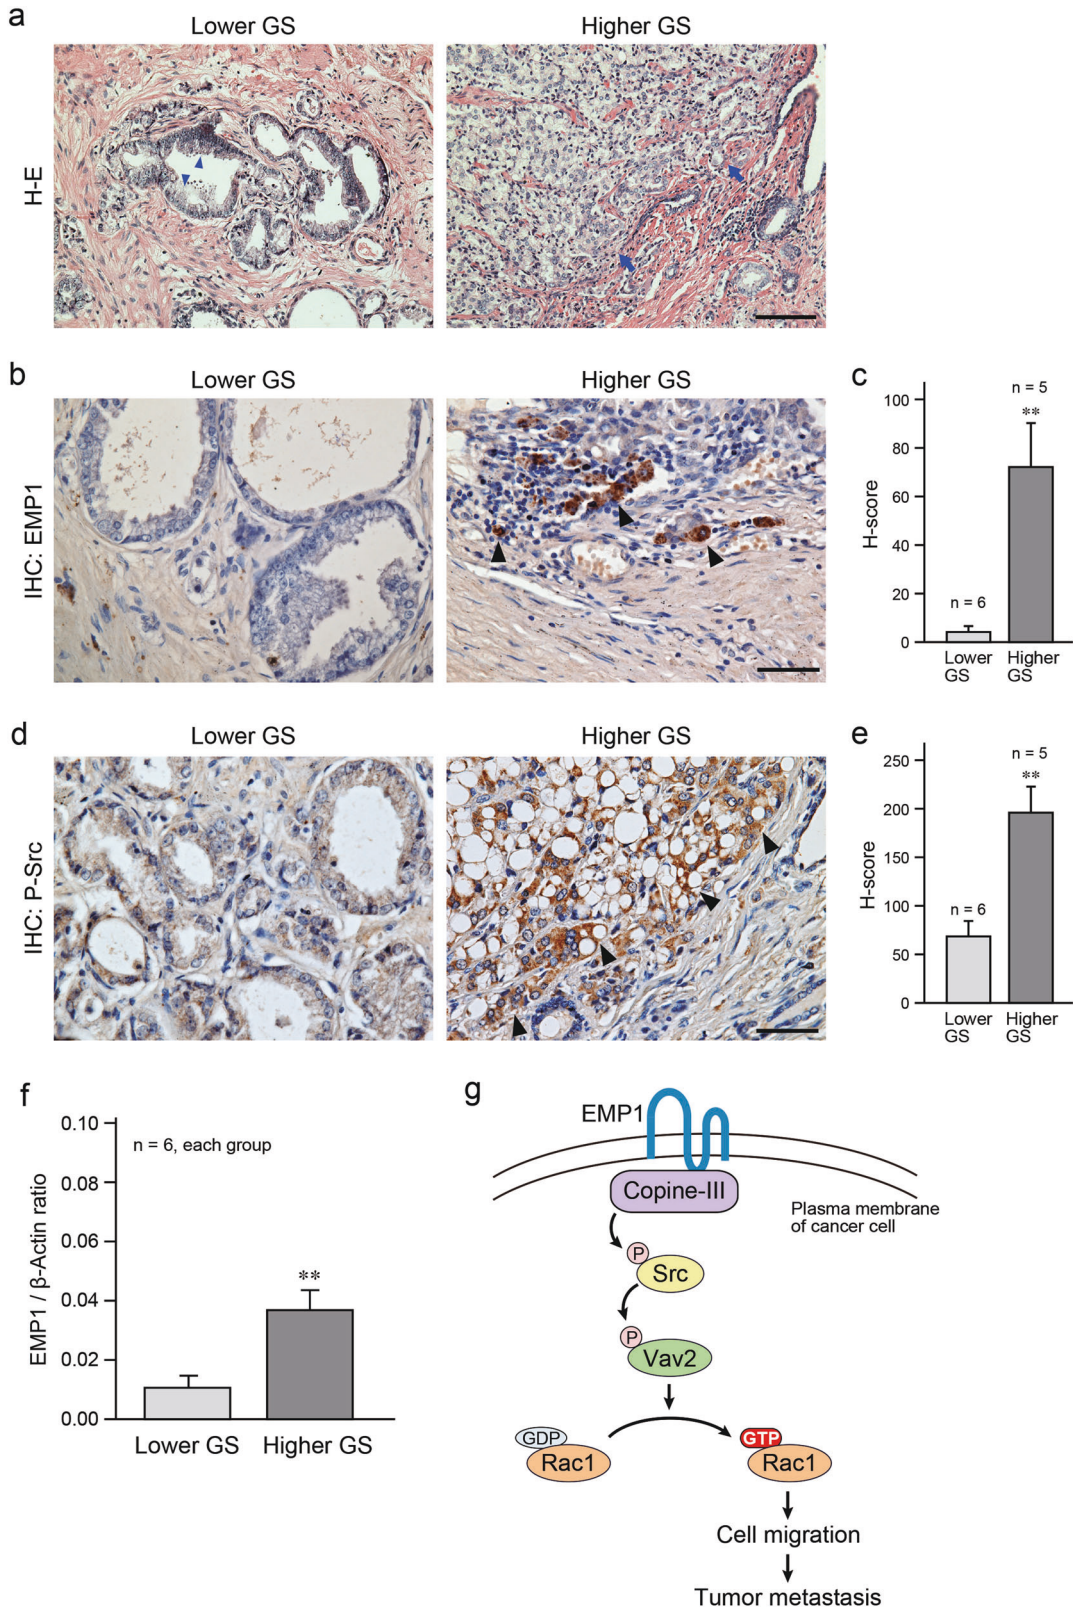 a
Lower GS
Higher GS
H-E
b
Lower GS
Higher GS
IHC: EMP1
c
100
80
60
40
20
0
H-score
n = 5
**
n = 6
Lower
GS
Higher
GS
d
Lower GS
Higher GS
IHC: P-Src
e
250
200
150
100
50
0
H-score
n = 5
**
n = 6
Lower
GS
Higher
GS
f
0.10
0.08
0.06
0.04
0.02
0.00
EMP1 / β-Actin ratio
n = 6, each group
**
Lower GS
Higher GS
g
EMP1
Copine-III
Plasma membrane
of cancer cell
P
Src
P
Vav2
GDP
Rac1
GTP
Rac1
Cell migration
Tumor metastasis